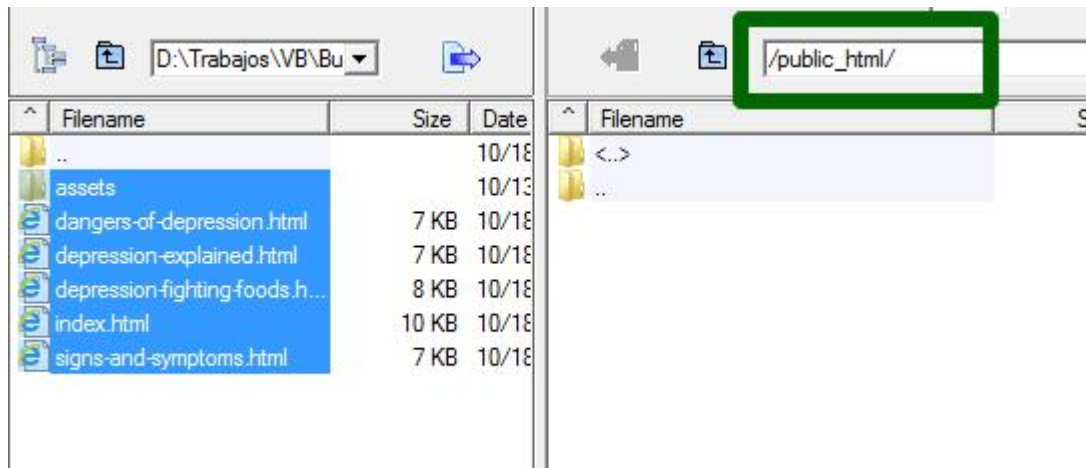 D:\Trabajos\VB\Bu
/public_html/
^ Filename Size Date
^ Filename S
.. 10/18
<..>
assets 10/13
..
dangers-of-depression.html 7 KB 10/18
depression-explained.html 7 KB 10/18
depression-fighting-foods.h... 8 KB 10/18
index.html 10 KB 10/18
signs-and-symptoms.html 7 KB 10/18